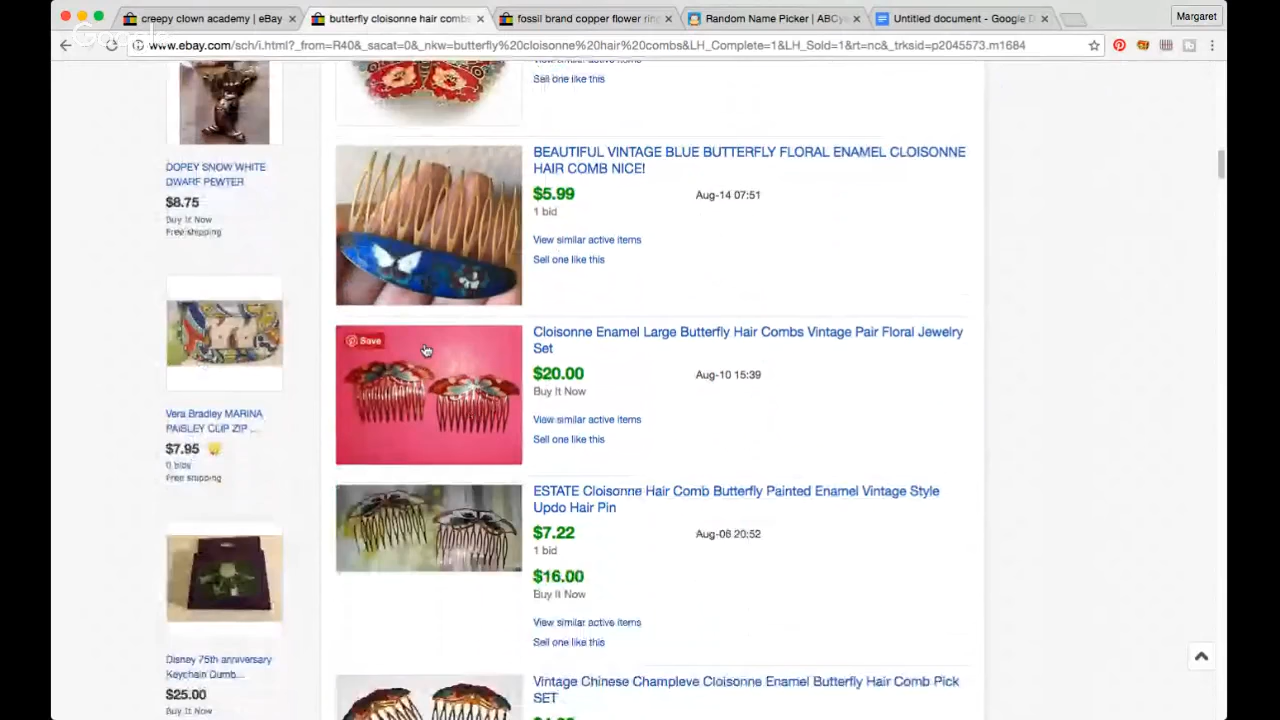 creepy clown academy | eBay
butterfly cloisonne hair combs
fossil brand copper flower ring
Random Name Picker | ABCya
Untitled document - Google D
Margaret
www.ebay.com/sch/i.html?_from=R40&_sacat=0&_nkw=butterfly%20cloisonne%20hair%20combs&LH_Complete=1&LH_Sold=1&rt=nc&_trksid=p2045573.m1684
Google
View similar active items
Sell one like this
DOPEY SNOW WHITE
DWARF PEWTER
$8.75
Buy It Now
Free shipping
BEAUTIFUL VINTAGE BLUE BUTTERFLY FLORAL ENAMEL CLOISONNE
HAIR COMB NICE!
$5.99
Aug-14 07:51
1 bid
View similar active items
Sell one like this
Save
Cloisonne Enamel Large Butterfly Hair Combs Vintage Pair Floral Jewelry
Set
$20.00
Aug-10 15:39
Buy It Now
View similar active items
Sell one like this
Vera Bradley MARINA
PAISLEY CLIP ZIP ...
$7.95
0 bids
Free shipping
ESTATE Cloisonne Hair Comb Butterfly Painted Enamel Vintage Style
Updo Hair Pin
$7.22
Aug-08 20:52
1 bid
$16.00
Buy It Now
View similar active items
Sell one like this
Disney 75th anniversary
Keychain Dumb...
$25.00
Buy It Now
Vintage Chinese Champleve Cloisonne Enamel Butterfly Hair Comb Pick
SET